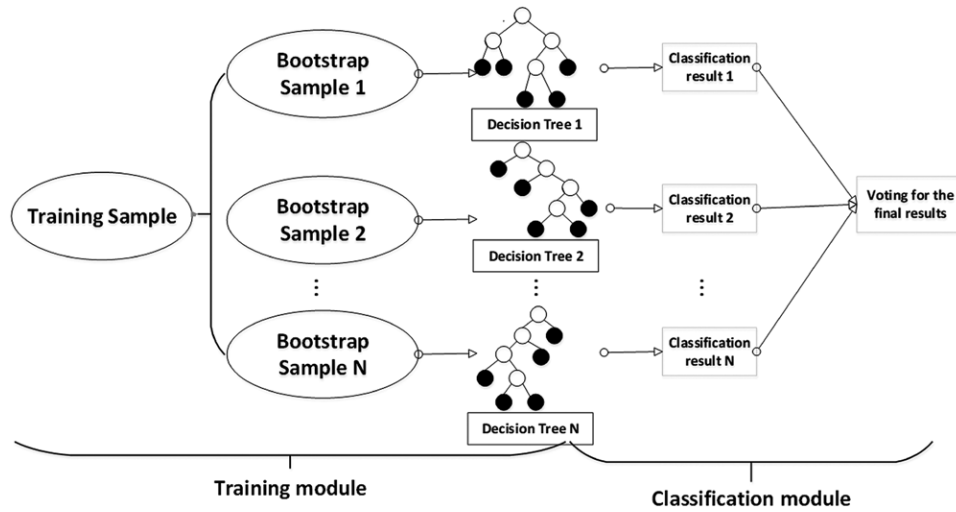 Bootstrap
Sample 1
Classification
result 1
Decision Tree 1
Training Sample
Bootstrap
Sample 2
Classification
result 2
Voting for the
final results
Decision Tree 2
Bootstrap
Sample N
Classification
result N
Decision Tree N
Training module
Classification module